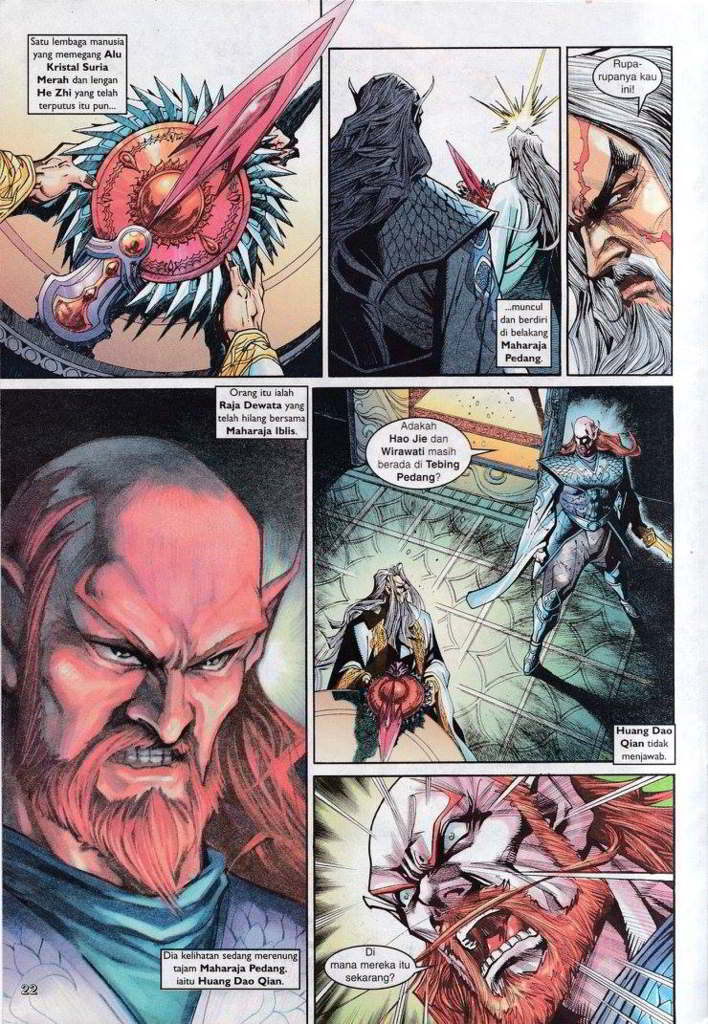 Satu lembaga manusia
yang memegang Alu
Kristal Suria
Merah dan lengan
He Zhi yang telah
terputus itu pun...
...muncul
dan berdiri
di belakang
Maharaja
Pedang.
Rupa-
rupanya kau
ini!
Orang itu ialah
Raja Dewata yang
telah hilang bersama
Maharaja Iblis.
Dia kelihatan sedang merenung
tajam Maharaja Pedang,
iaitu Huang Dao Qian.
Adakah
Hao Jie dan
Wirawati masih
berada di Tebing
Pedang?
Huang Dao
Qian tidak
menjawab.
Di
mana mereka itu
sekarang?
22